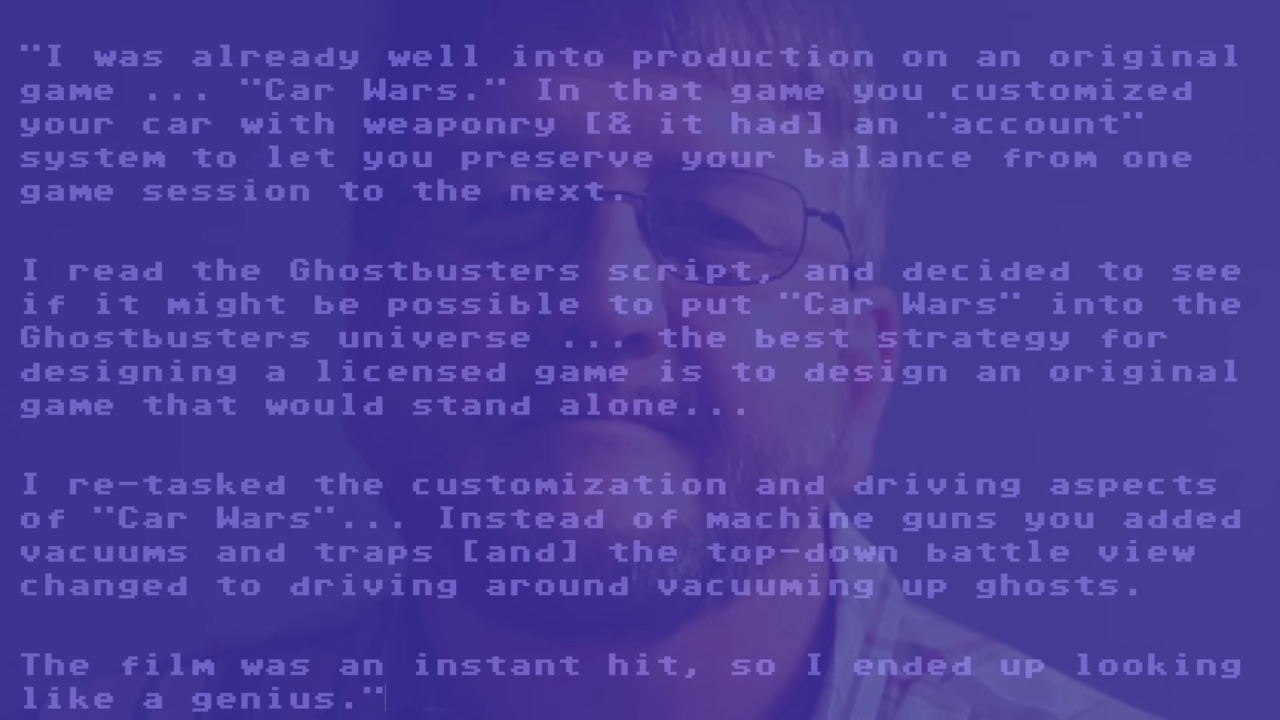 "I was already well into production on an original
game ... "Car Wars." In that game you customized
your car with weaponry [& it had] an "account"
system to let you preserve your balance from one
game session to the next.
I read the Ghostbusters script, and decided to see
if it might be possible to put "Car Wars" into the
Ghostbusters universe ... the best strategy for
designing a licensed game is to design an original
game that would stand alone...
I re-tasked the customization and driving aspects
of "Car Wars"... Instead of machine guns you added
vacuums and traps [and] the top-down battle view
changed to driving around vacuuming up ghosts.
The film was an instant hit, so I ended up looking
like a genius."